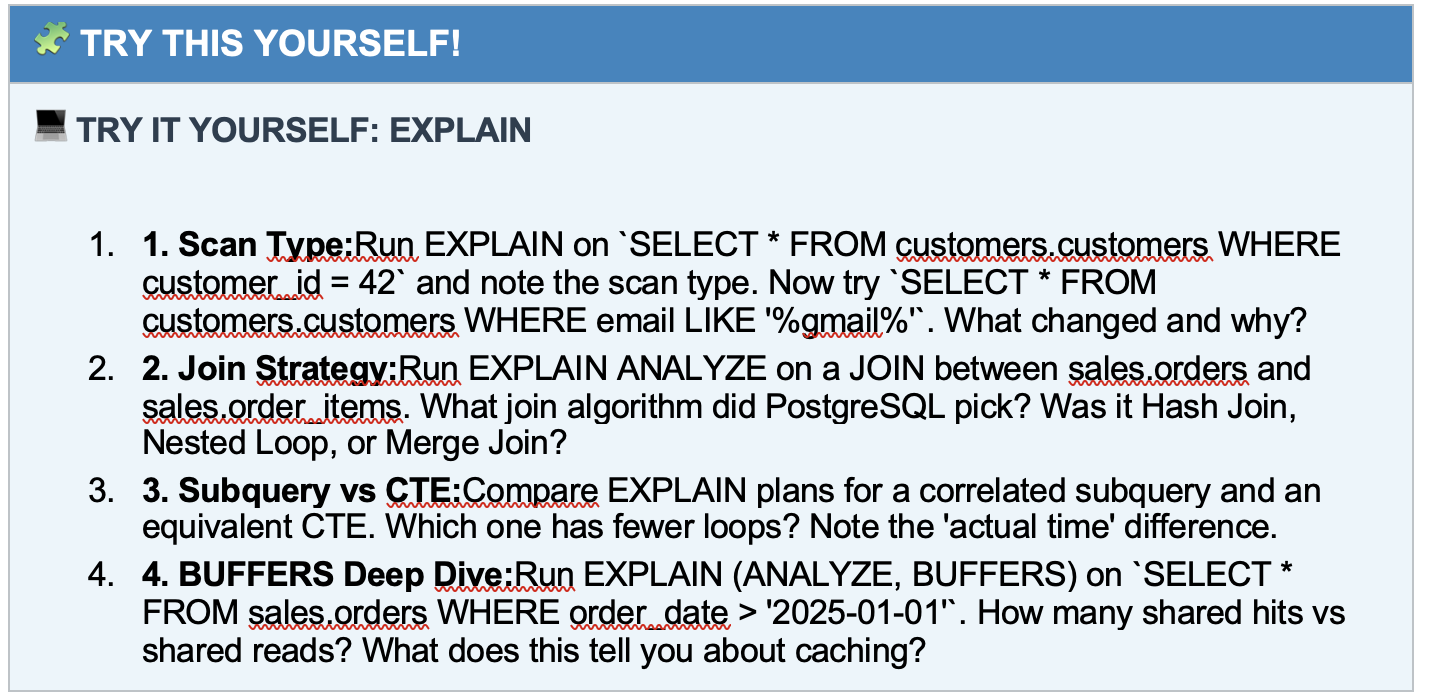 🧩 TRY THIS YOURSELF!
💻 TRY IT YOURSELF: EXPLAIN
1. 1. Scan Type:Run EXPLAIN on `SELECT * FROM customers.customers WHERE
customer_id = 42` and note the scan type. Now try `SELECT * FROM
customers.customers WHERE email LIKE '%gmail%'`. What changed and why?
2. 2. Join Strategy:Run EXPLAIN ANALYZE on a JOIN between sales.orders and
sales.order_items. What join algorithm did PostgreSQL pick? Was it Hash Join,
Nested Loop, or Merge Join?
3. 3. Subquery vs CTE:Compare EXPLAIN plans for a correlated subquery and an
equivalent CTE. Which one has fewer loops? Note the 'actual time' difference.
4. 4. BUFFERS Deep Dive:Run EXPLAIN (ANALYZE, BUFFERS) on `SELECT *
FROM sales.orders WHERE order_date > '2025-01-01'`. How many shared hits vs
shared reads? What does this tell you about caching?